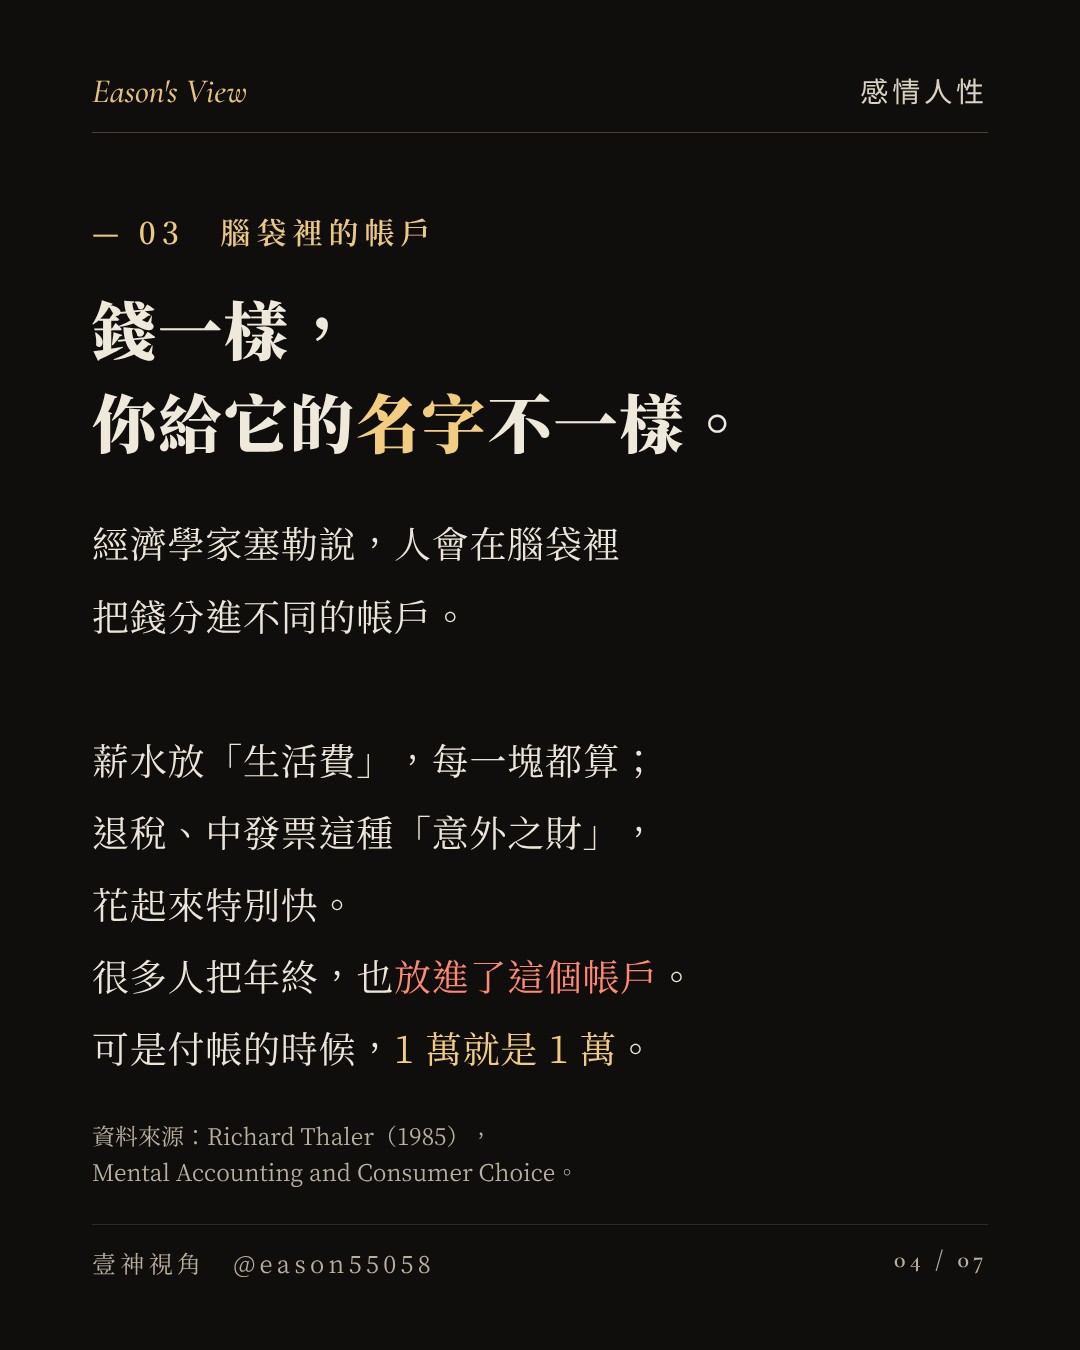 Eason's View
感情人性
— 03 腦袋裡的帳戶
錢一樣，
你給它的名字不一樣。
經濟學家塞勒說，人會在腦袋裡
把錢分進不同的帳戶。
薪水放「生活費」，每一塊都算；
退稅、中發票這種「意外之財」，
花起來特別快。
很多人把年終，也放進了這個帳戶。
可是付帳的時候，1 萬就是 1 萬。
資料來源：Richard Thaler（1985），
Mental Accounting and Consumer Choice。
壹神視角 @eason55058
04 / 07